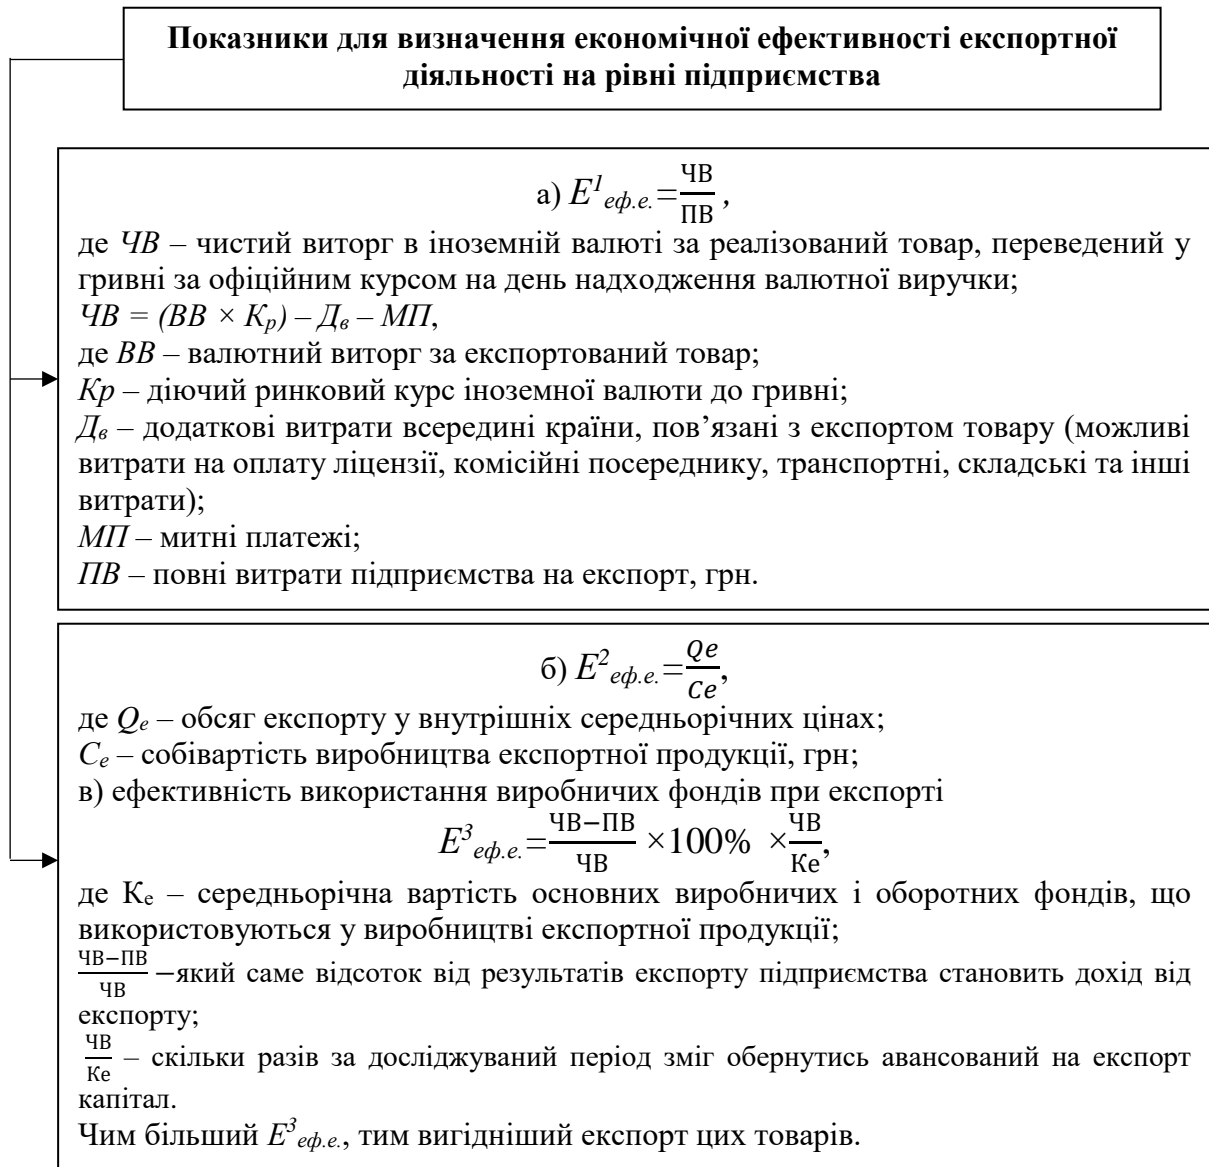 Показники для визначення економічної ефективності експортної
діяльності на рівні підприємства
а) E¹еф.е.=ЧВ/ПВ ,
де ЧВ – чистий виторг в іноземній валюті за реалізований товар, переведений у
гривні за офіційним курсом на день надходження валютної виручки;
ЧВ = (ВВ × Кр) – Дв – МП,
де ВВ – валютний виторг за експортований товар;
Кр – діючий ринковий курс іноземної валюти до гривні;
Дв – додаткові витрати всередині країни, пов’язані з експортом товару (можливі
витрати на оплату ліцензії, комісійні посереднику, транспортні, складські та інші
витрати);
МП – митні платежі;
ПВ – повні витрати підприємства на експорт, грн.
б) E²еф.е.=Qe/Ce,
де Qe – обсяг експорту у внутрішніх середньорічних цінах;
Ce – собівартість виробництва експортної продукції, грн;
в) ефективність використання виробничих фондів при експорті
E³еф.е.=ЧВ−ПВ/ЧВ ×100% ×ЧВ/Ке,
де Ке – середньорічна вартість основних виробничих і оборотних фондів, що
використовуються у виробництві експортної продукції;
ЧВ−ПВ/ЧВ –який саме відсоток від результатів експорту підприємства становить дохід від
експорту;
ЧВ/Ке – скільки разів за досліджуваний період зміг обернутись авансований на експорт
капітал.
Чим більший E³еф.е., тим вигідніший експорт цих товарів.